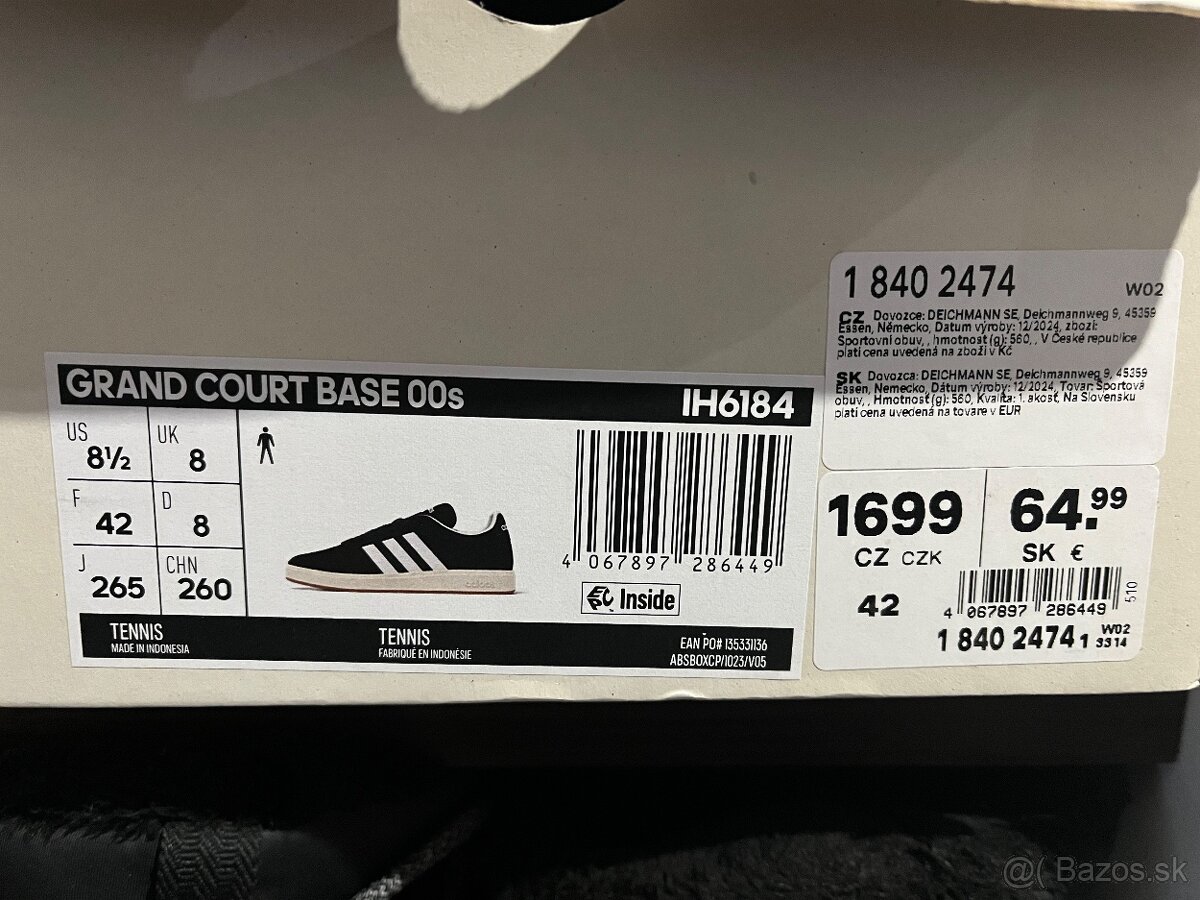 GRAND COURT BASE 00s
IH6184
US
8½
UK
8
F
42
D
8
J
265
CHN
260
4 067897 286449
Inside
TENNIS
MADE IN INDONESIA
TENNIS
FABRIQUÉ EN INDONÉSIE
EAN PO# 135331136
ABSBOXCP/1023/V05
1 840 2474 W02
CZ Dovozce: DEICHMANN SE, Deichmannweg 9, 45359
Essen, Německo, Datum výroby: 12/2024, zboží:
Sportovní obuv, , hmotnost (g): 560, , V České republice
platí cena uvedená na zboží v Kč
SK Dovozca: DEICHMANN SE, Deichmannweg 9, 45359
Essen, Nemecko, Dátum výroby: 12/2024, Tovar: Športová
obuv, , Hmotnosť (g): 560, Kvalita: 1. akosť, Na Slovensku
platí cena uvedená na tovare v EUR
1699
CZ CZK
64.99
SK €
42
4 067897 286449
510
1 840 2474 1 W02
3314
adidas
@( Bazos.sk